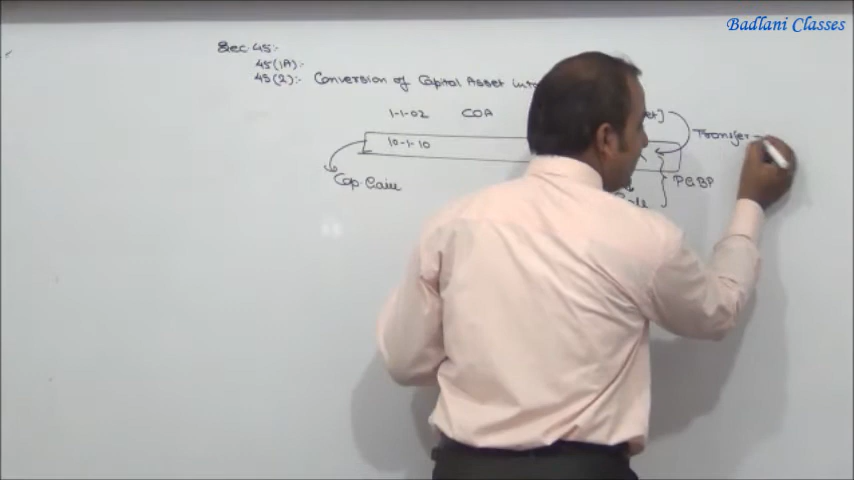 Badlani Classes
Sec. 45:-
45(1A):-
45(2):- Conversion of Capital Asset into
1-1-02 COA
10-1-10
Transfer
Cap. Gain
PGBP
Sale